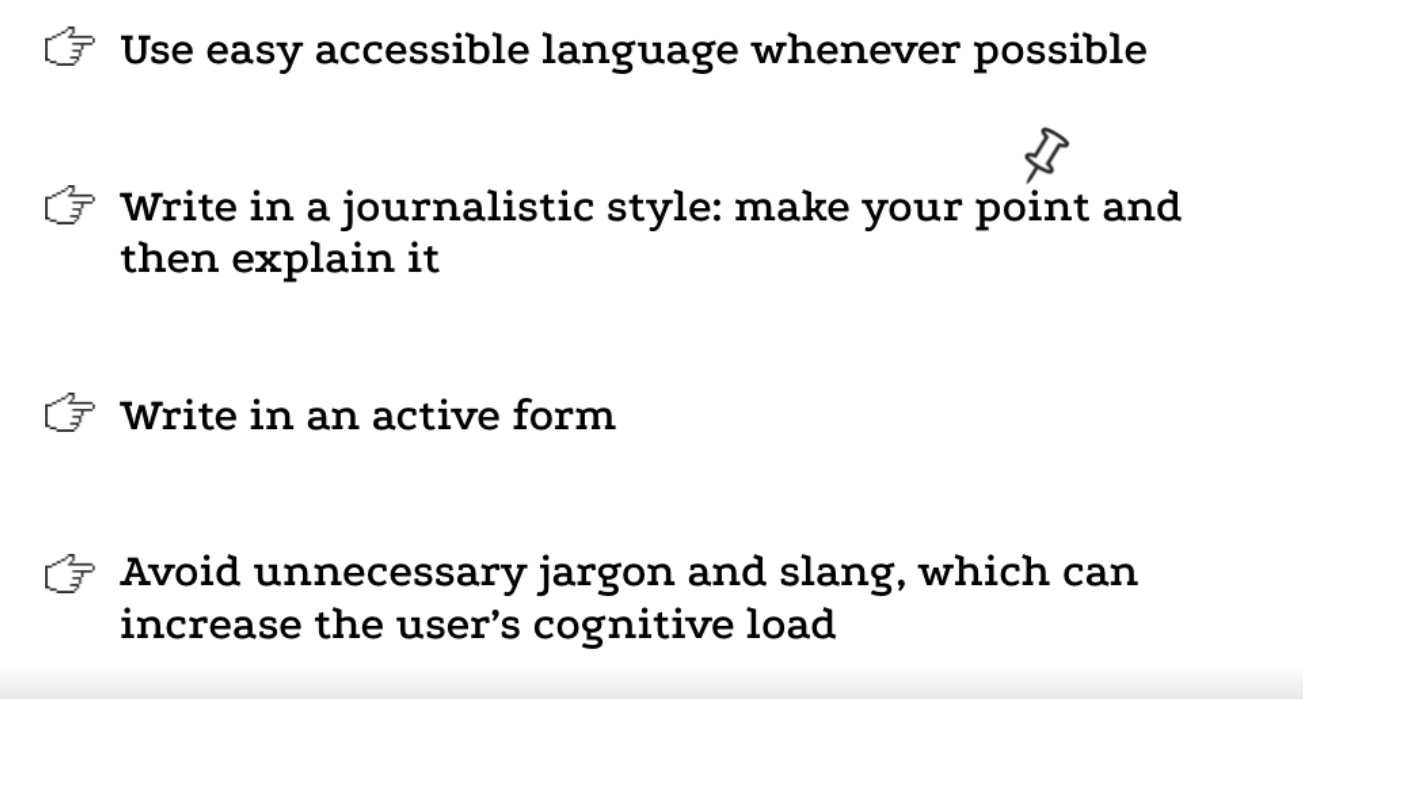 Use easy accessible language whenever possible
Write in a journalistic style: make your point and
then explain it
Write in an active form
Avoid unnecessary jargon and slang, which can
increase the user’s cognitive load